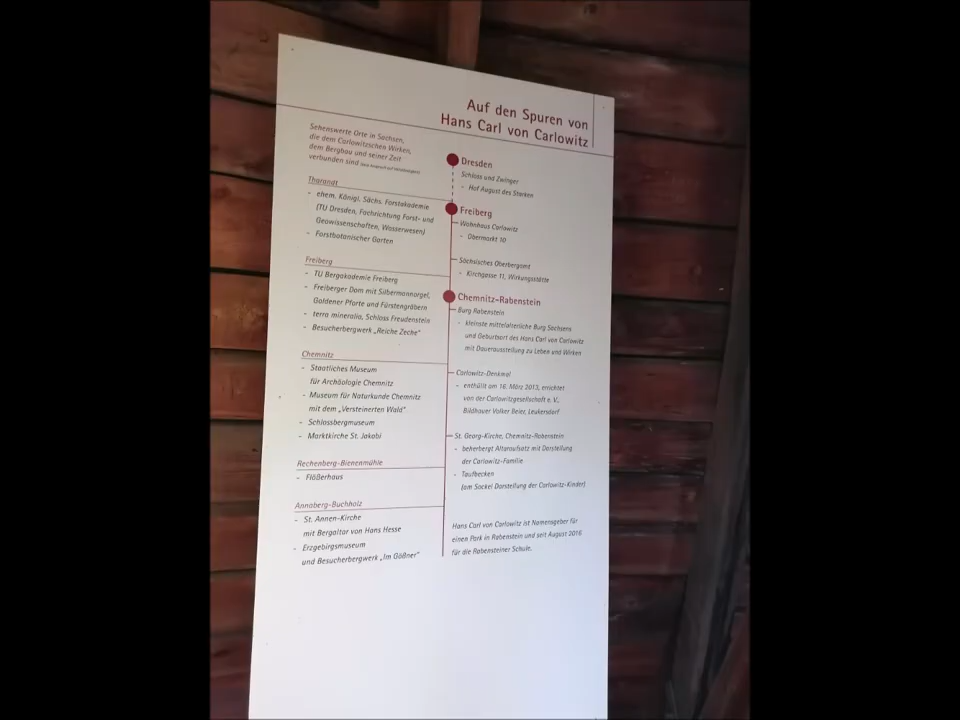 Auf den Spuren von
Hans Carl von Carlowitz
Sehenswerte Orte in Sachsen,
die dem Carlowitzschen Wirken,
dem Bergbau und seiner Zeit
verbunden sind
Tharandt
- ehem. Königl. Sächs. Forstakademie
(TU Dresden, Fachrichtung Forst- und
Geowissenschaften, Wasserwesen)
- Forstbotanischer Garten
Freiberg
- TU Bergakademie Freiberg
- Freiberger Dom mit Silbermannorgel,
Goldener Pforte und Fürstengräbern
- terra mineralia, Schloss Freudenstein
- Besucherbergwerk „Reiche Zeche"
Chemnitz
- Staatliches Museum
für Archäologie Chemnitz
- Museum für Naturkunde Chemnitz
mit dem „Versteinerten Wald"
- Schlossbergmuseum
- Marktkirche St. Jakobi
Rechenberg-Bienenmühle
- Flößerhaus
Annaberg-Buchholz
- St. Annen-Kirche
mit Bergaltar von Hans Hesse
- Erzgebirgsmuseum
und Besucherbergwerk „Im Gößner"
Dresden
Schloss und Zwinger
- Hof August des Starken
Freiberg
Wohnhaus Carlowitz
- Obermarkt 10
Sächsisches Oberbergamt
- Kirchgasse 11, Wirkungsstätte
Chemnitz-Rabenstein
Burg Rabenstein
- kleinste mittelalterliche Burg Sachsens
und Geburtsort des Hans Carl von Carlowitz
mit Dauerausstellung zu Leben und Wirken
Carlowitz-Denkmal
- enthüllt am 16. März 2013, errichtet
von der Carlowitzgesellschaft e. V.,
Bildhauer Volker Beier, Leukersdorf
St. Georg-Kirche, Chemnitz-Rabenstein
- beherbergt Altaraufsatz mit Darstellung
der Carlowitz-Familie
- Taufbecken
(am Sockel Darstellung der Carlowitz-Kinder)
Hans Carl von Carlowitz ist Namensgeber für
einen Park in Rabenstein und seit August 2016
für die Rabensteiner Schule.